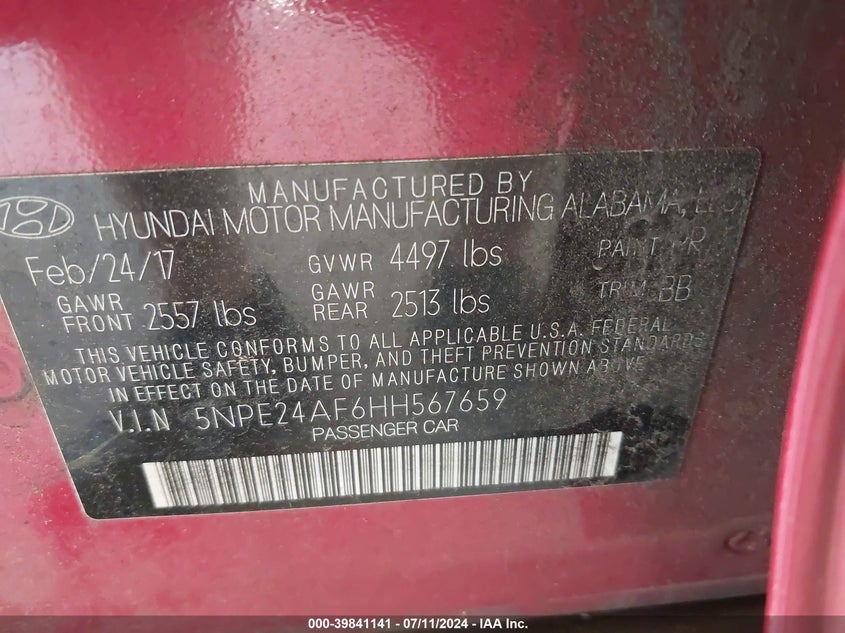 MANUFACTURED BY
HYUNDAI MOTOR MANUFACTURING ALABAMA, LLC
Feb/24/17 GVWR 4497 lbs PAINT: PR
GAWR FRONT 2557 lbs GAWR REAR 2513 lbs TRIM: BB
THIS VEHICLE CONFORMS TO ALL APPLICABLE U.S.A. FEDERAL
MOTOR VEHICLE SAFETY, BUMPER, AND THEFT PREVENTION STANDARDS
IN EFFECT ON THE DATE OF MANUFACTURE SHOWN ABOVE.
V.I.N 5NPE24AF6HH567659
PASSENGER CAR
000-39841141 - 07/11/2024 - IAA Inc.